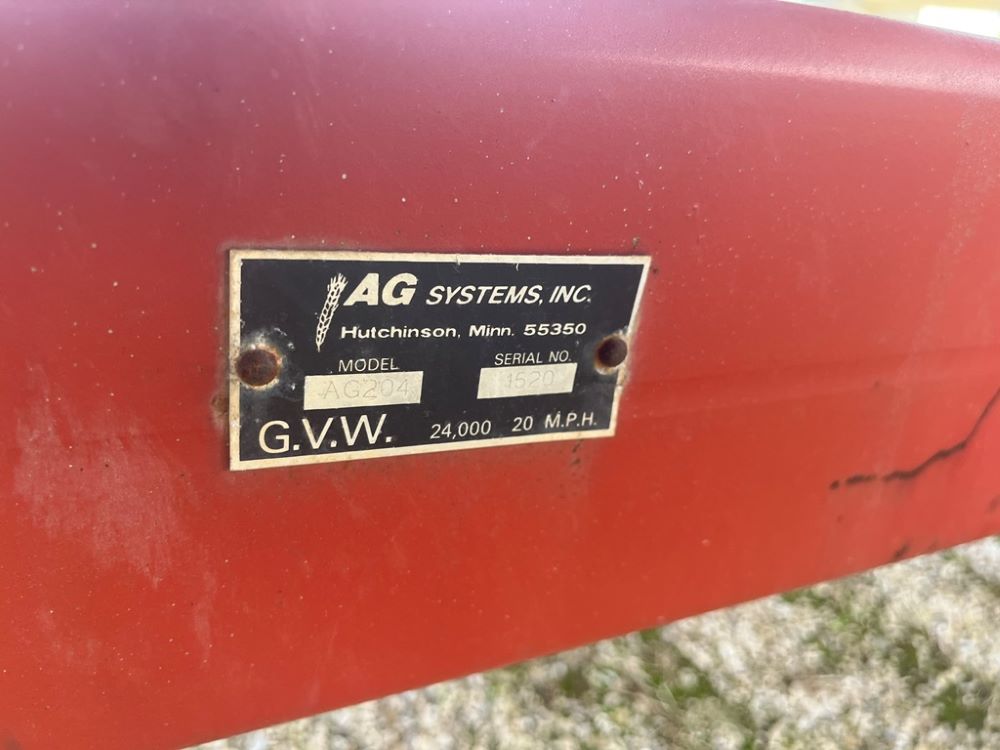 AG SYSTEMS, INC.
Hutchinson, Minn. 55350
MODEL
AG204
SERIAL NO.
1520
G.V.W. 24,000 20 M.P.H.